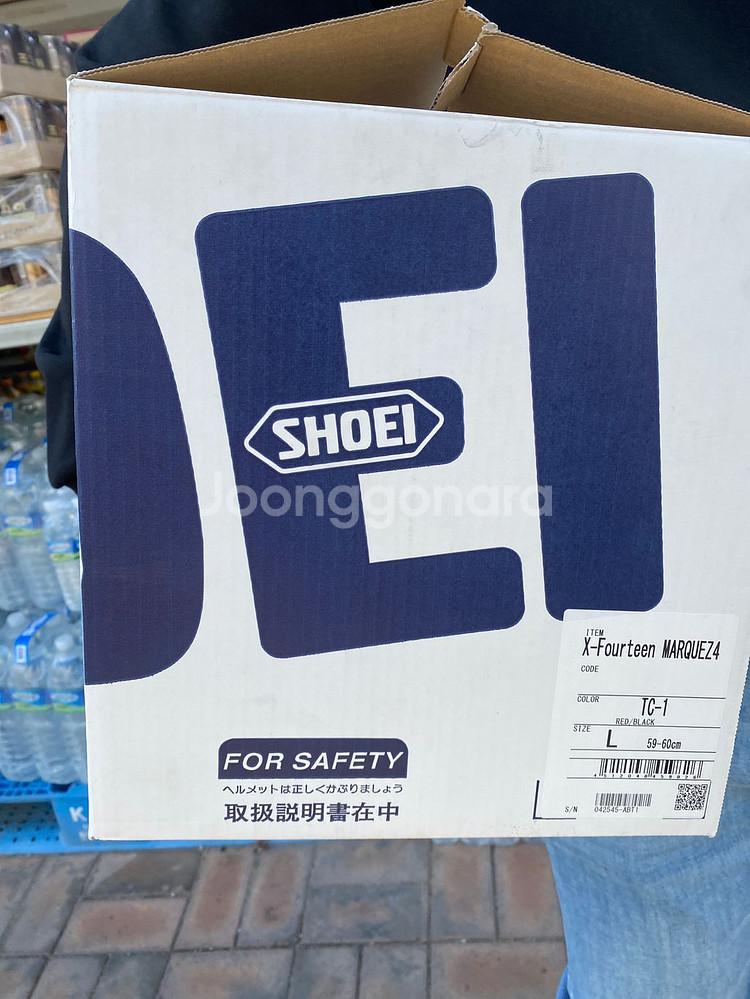 OEI
SHOEI
Joonggonara
ITEM
X-Fourteen MARQUEZ4
CODE
COLOR
TC-1
RED/BLACK
SIZE
L
59-60cm
S/N
042545-ABT1
FOR SAFETY
ヘルメットは正しくかぶりましょう
取扱説明書在中